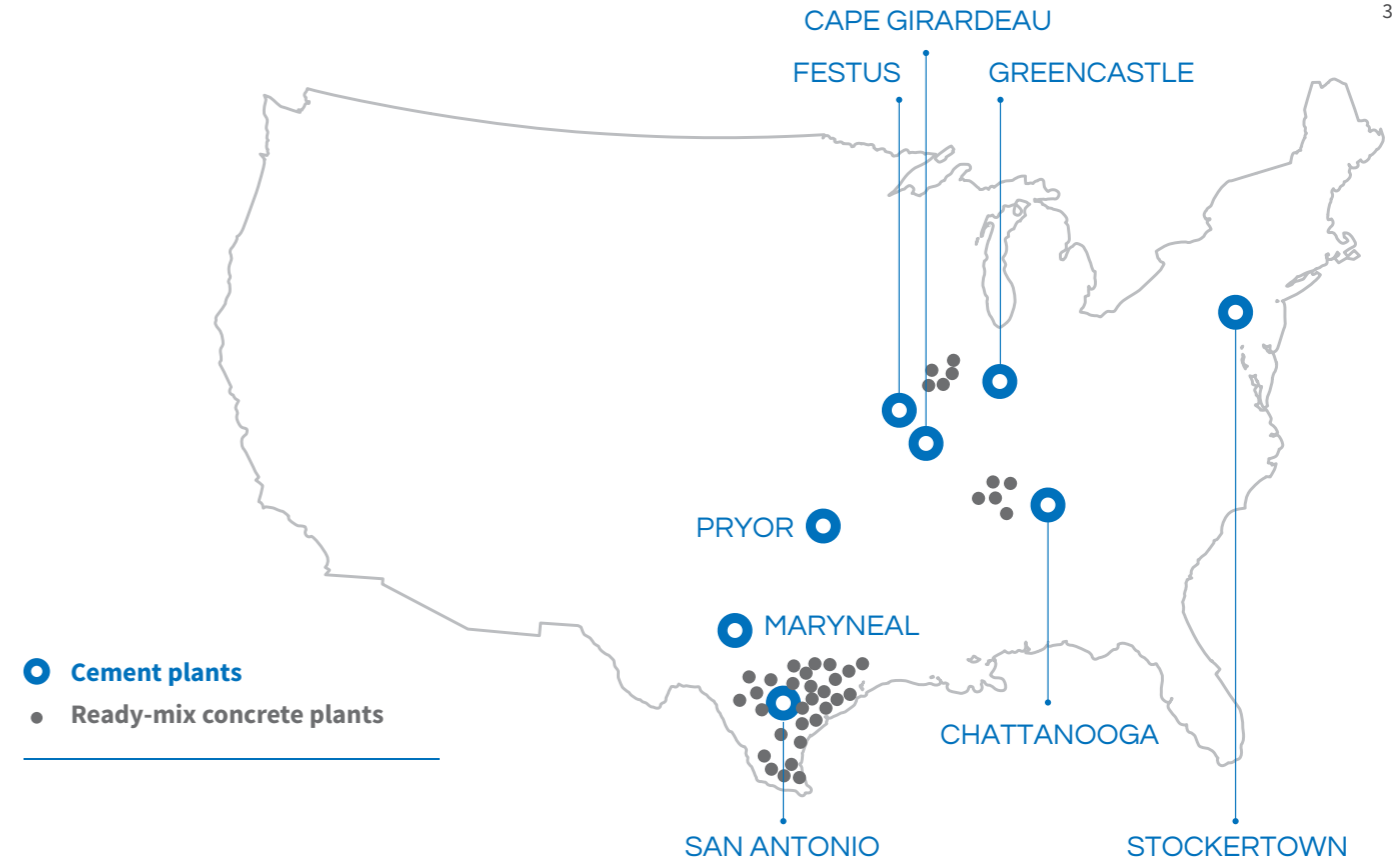 3
CAPE GIRARDEAU
FESTUS
GREENCASTLE
PRYOR
MARYNEAL
Cement plants
Ready-mix concrete plants
CHATTANOOGA
SAN ANTONIO
STOCKERTOWN